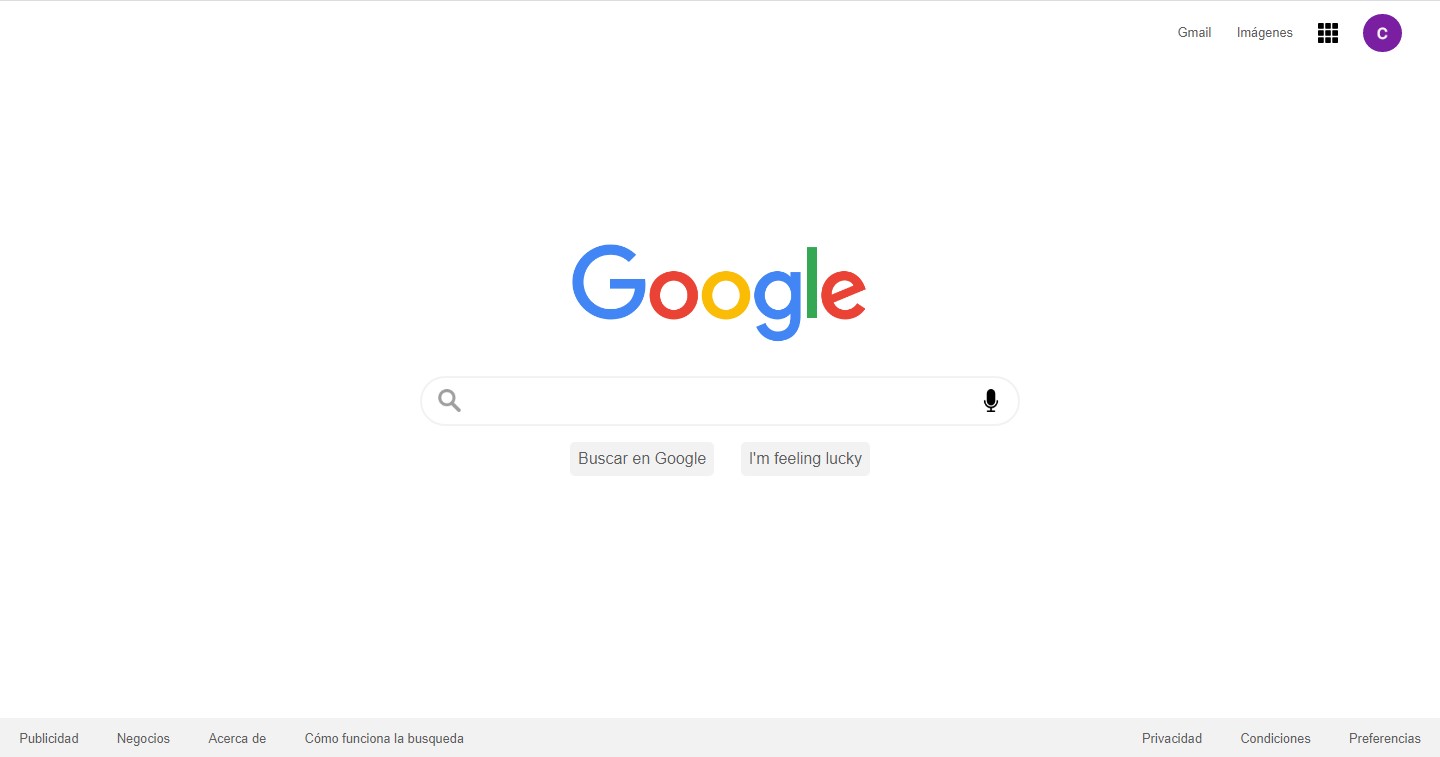 Gmail Imágenes C
Google
Buscar en Google I'm feeling lucky
Publicidad Negocios Acerca de Cómo funciona la busqueda Privacidad Condiciones Preferencias